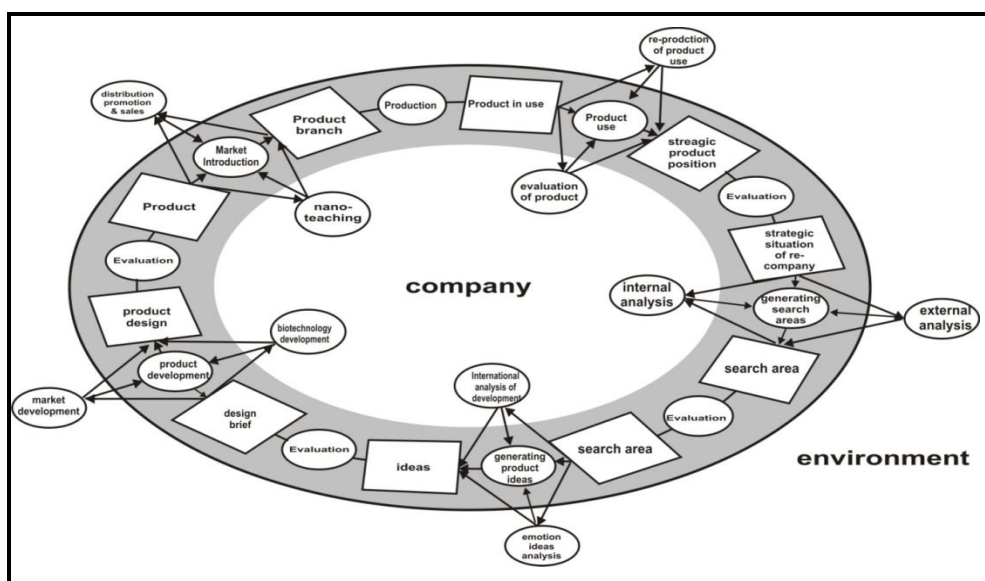 re-prodction
of product
use
distribution
promotion
& sales
Product
branch
Production
Product in use
Product
use
streagic
product
position
Market
Introduction
evaluation
of product
nano-
teaching
Evaluation
Product
strategic
situation
of re-
company
Evaluation
company
internal
analysis
generating
search
areas
external
analysis
product
design
biotechnology
development
product
development
search area
market
development
International
analysis of
development
Evaluation
design
brief
Evaluation
ideas
generating
product
ideas
search area
environment
emotion
ideas
analysis